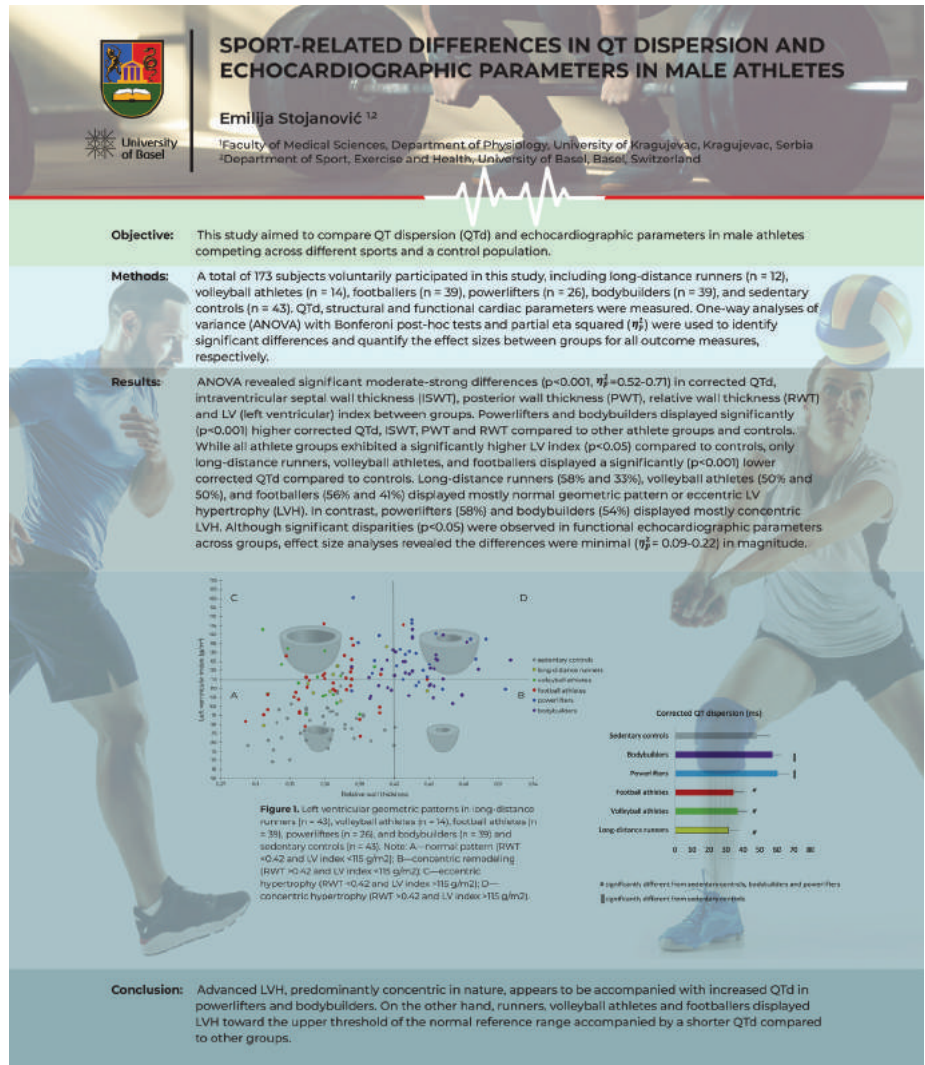 SPORT-RELATED DIFFERENCES IN QT DISPERSION AND
ECHOCARDIOGRAPHIC PARAMETERS IN MALE ATHLETES
Emilija Stojanović 1,2
University
of Basel
¹Faculty of Medical Sciences, Department of Physiology, University of Kragujevac, Kragujevac, Serbia
²Department of Sport, Exercise and Health, University of Basel, Basel, Switzerland
Objective: This study aimed to compare QT dispersion (QTd) and echocardiographic parameters in male athletes
competing across different sports and a control population.
Methods: A total of 173 subjects voluntarily participated in this study, including long-distance runners (n = 12),
volleyball athletes (n = 14), footballers (n = 39), powerlifters (n = 26), bodybuilders (n = 39), and sedentary
controls (n = 43). QTd, structural and functional cardiac parameters were measured. One-way analyses of
variance (ANOVA) with Bonferoni post-hoc tests and partial eta squared (η²p) were used to identify
significant differences and quantify the effect sizes between groups for all outcome measures,
respectively.
Results: ANOVA revealed significant moderate-strong differences (p<0.001, η²p=0.52-0.71) in corrected QTd,
intraventricular septal wall thickness (ISWT), posterior wall thickness (PWT), relative wall thickness (RWT)
and LV (left ventricular) index between groups. Powerlifters and bodybuilders displayed significantly
(p<0.001) higher corrected QTd, ISWT, PWT and RWT compared to other athlete groups and controls.
While all athlete groups exhibited a significantly higher LV index (p<0.05) compared to controls, only
long-distance runners, volleyball athletes, and footballers displayed a significantly (p<0.001) lower
corrected QTd compared to controls. Long-distance runners (58% and 33%), volleyball athletes (50% and
50%), and footballers (56% and 41%) displayed mostly normal geometric pattern or eccentric LV
hypertrophy (LVH). In contrast, powerlifters (58%) and bodybuilders (54%) displayed mostly concentric
LVH. Although significant disparities (p<0.05) were observed in functional echocardiographic parameters
across groups, effect size analyses revealed the differences were minimal (η²p= 0.09-0.22) in magnitude.
C
D
A
B
Left ventricular index (g/m²)
Relative wall thickness
sedentary controls
long-distance runners
volleyball athletes
football athletes
powerlifters
bodybuilders
Figure 1. Left ventricular geometric patterns in long-distance
runners (n = 43), volleyball athletes (n = 14), football athletes (n
= 39), powerlifters (n = 26), and bodybuilders (n = 39) and
sedentary controls (n = 43). Note: A—normal pattern (RWT
<0.42 and LV index <115 g/m2); B—concentric remodeling
(RWT >0.42 and LV index <115 g/m2); C—eccentric
hypertrophy (RWT <0.42 and LV index >115 g/m2); D—
concentric hypertrophy (RWT >0.42 and LV index >115 g/m2).
Corrected QT dispersion (ms)
Sedentary controls
Bodybuilders
Powerlifters
Football athletes #
Volleyball athletes #
Long-distance runners #
0 10 20 30 40 50 60 70 80
# significantly different from sedentary controls, bodybuilders and powerlifters
significantly different from sedentary controls
Conclusion: Advanced LVH, predominantly concentric in nature, appears to be accompanied with increased QTd in
powerlifters and bodybuilders. On the other hand, runners, volleyball athletes and footballers displayed
LVH toward the upper threshold of the normal reference range accompanied by a shorter QTd compared
to other groups.